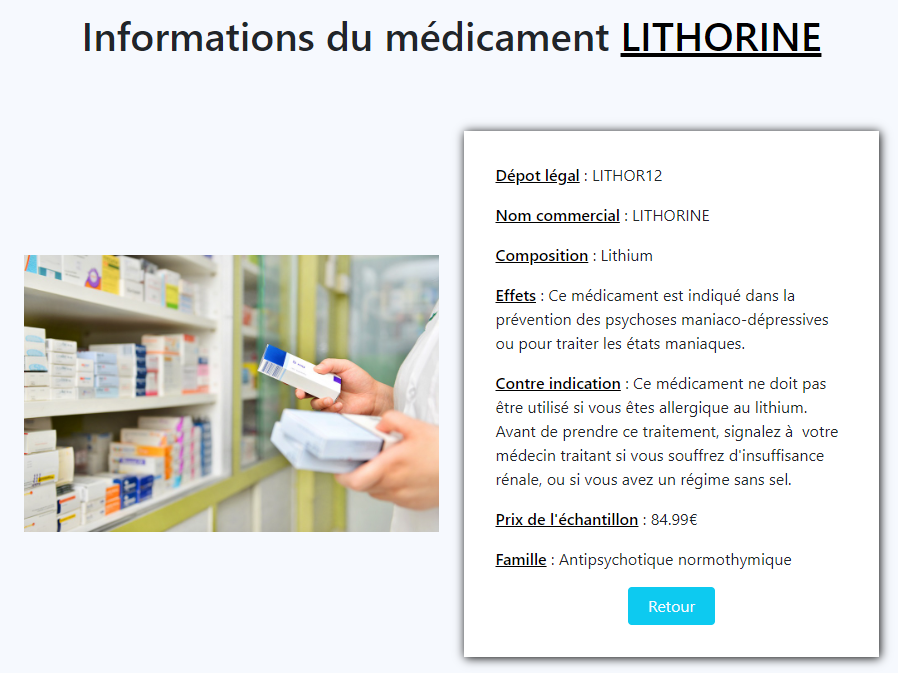 Informations du médicament LITHORINE
Dépot légal : LITHOR12
Nom commercial : LITHORINE
Composition : Lithium
Effets : Ce médicament est indiqué dans la
prévention des psychoses maniaco-dépressives
ou pour traiter les états maniaques.
Contre indication : Ce médicament ne doit pas
être utilisé si vous êtes allergique au lithium.
Avant de prendre ce traitement, signalez à  votre
médecin traitant si vous souffrez d'insuffisance
rénale, ou si vous avez un régime sans sel.
Prix de l'échantillon : 84.99€
Famille : Antipsychotique normothymique
Retour